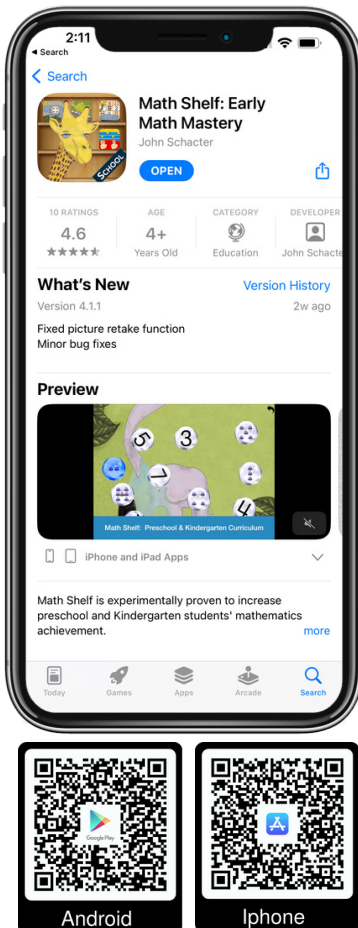 2:11
Search
Search
Math Shelf: Early
Math Mastery
John Schacter
SCHOOL
OPEN
10 RATINGS
AGE
CATEGORY
DEVELOPER
4.6
4+
Years Old
Education
John Schacte
What's New
Version History
Version 4.1.1
2w ago
Fixed picture retake function
Minor bug fixes
Preview
5
3
7
4
Math Shelf: Preschool & Kindergarten Curriculum
iPhone and iPad Apps
Math Shelf is experimentally proven to increase
preschool and Kindergarten students' mathematics
achievement.
more
Today
Games
Apps
Arcade
Search
Google Play
Android
Iphone